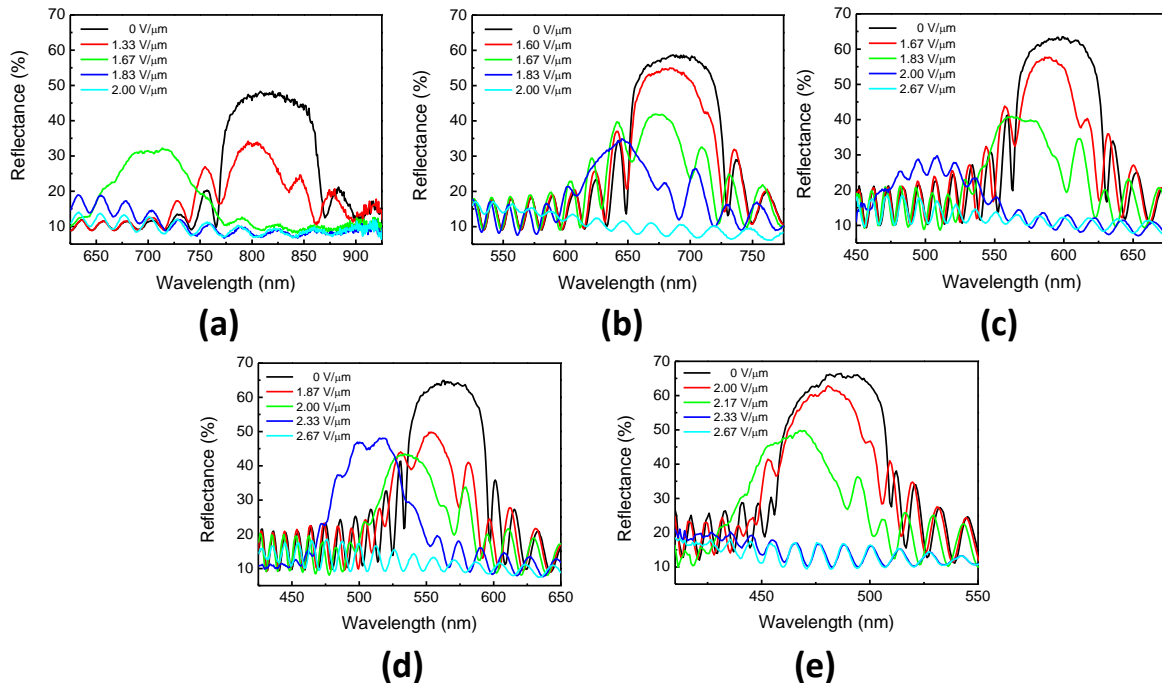 70
60
50
40
30
20
10
Reflectance (%)
0 V/μm
1.33 V/μm
1.67 V/μm
1.83 V/μm
2.00 V/μm
650 700 750 800 850 900
Wavelength (nm)
(a)
70
60
50
40
30
20
10
Reflectance (%)
0 V/μm
1.60 V/μm
1.67 V/μm
1.83 V/μm
2.00 V/μm
550 600 650 700 750
Wavelength (nm)
(b)
70
60
50
40
30
20
10
Reflectance (%)
0 V/μm
1.67 V/μm
1.83 V/μm
2.00 V/μm
2.67 V/μm
450 500 550 600 650
Wavelength (nm)
(c)
70
60
50
40
30
20
10
Reflectance (%)
0 V/μm
1.87 V/μm
2.00 V/μm
2.33 V/μm
2.67 V/μm
450 500 550 600 650
Wavelength (nm)
(d)
70
60
50
40
30
20
10
Reflectance (%)
0 V/μm
2.00 V/μm
2.17 V/μm
2.33 V/μm
2.67 V/μm
450 500 550
Wavelength (nm)
(e)